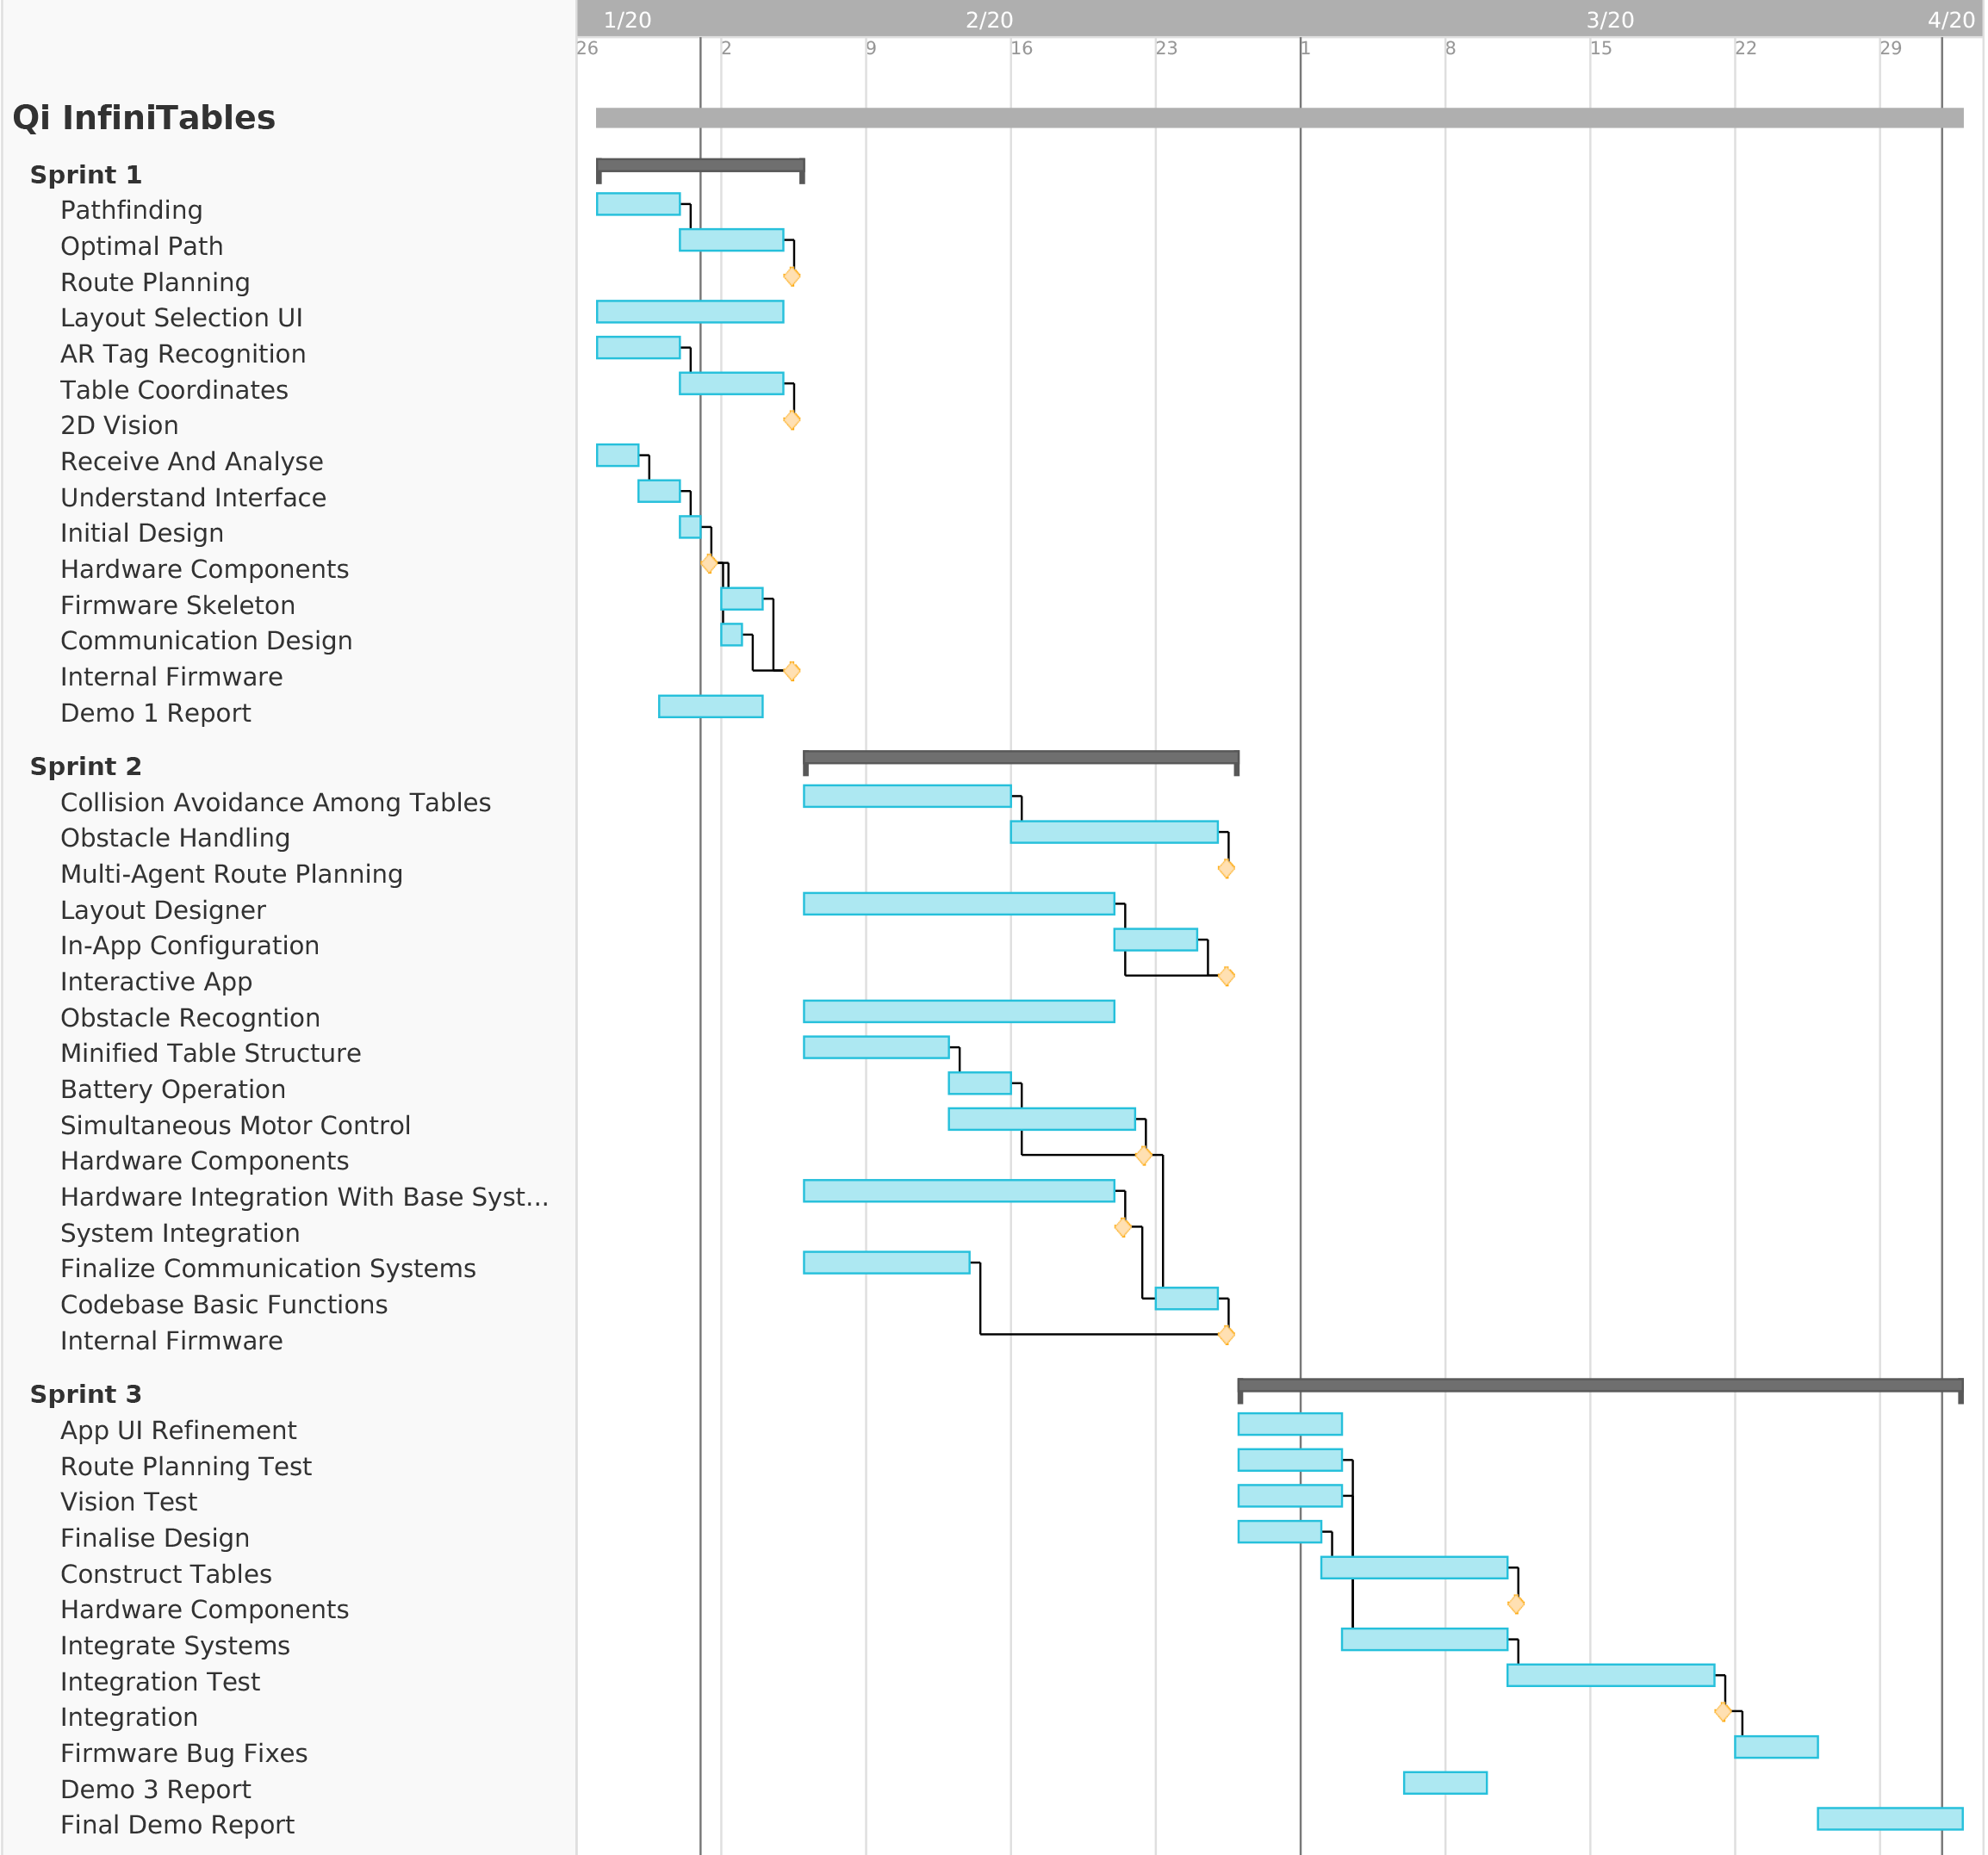 1/20 2/20 3/20 4/20
26 2 9 16 23 1 8 15 22 29
Qi InfiniTables
Sprint 1
Pathfinding
Optimal Path
Route Planning
Layout Selection UI
AR Tag Recognition
Table Coordinates
2D Vision
Receive And Analyse
Understand Interface
Initial Design
Hardware Components
Firmware Skeleton
Communication Design
Internal Firmware
Demo 1 Report
Sprint 2
Collision Avoidance Among Tables
Obstacle Handling
Multi-Agent Route Planning
Layout Designer
In-App Configuration
Interactive App
Obstacle Recogntion
Minified Table Structure
Battery Operation
Simultaneous Motor Control
Hardware Components
Hardware Integration With Base Syst...
System Integration
Finalize Communication Systems
Codebase Basic Functions
Internal Firmware
Sprint 3
App UI Refinement
Route Planning Test
Vision Test
Finalise Design
Construct Tables
Hardware Components
Integrate Systems
Integration Test
Integration
Firmware Bug Fixes
Demo 3 Report
Final Demo Report